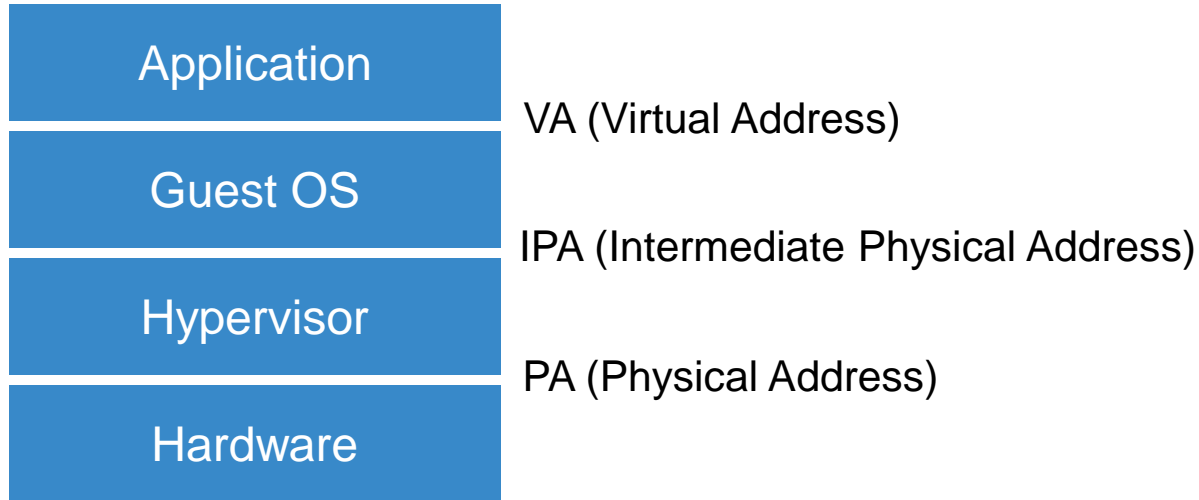 Application
VA (Virtual Address)
Guest OS
IPA (Intermediate Physical Address)
Hypervisor
PA (Physical Address)
Hardware